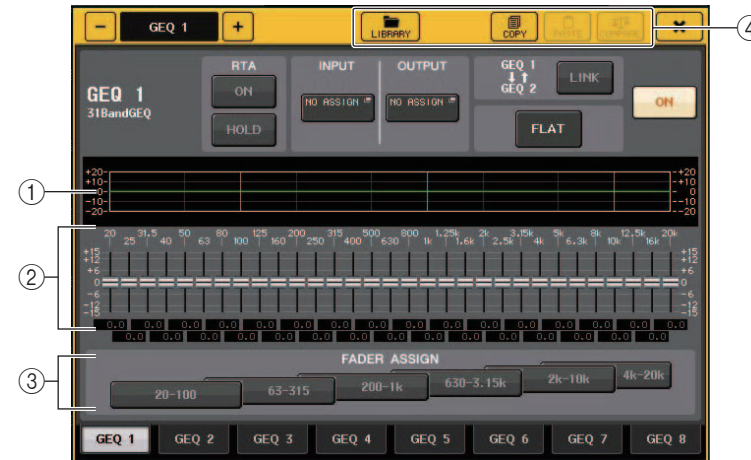 GEQ 1
LIBRARY
COPY
PASTE
COMPARE
④
GEQ 1
31BandGEQ
RTA
ON
HOLD
INPUT
NO ASSIGN
OUTPUT
NO ASSIGN
GEQ 1
GEQ 2
LINK
FLAT
ON
①
+20 +20
+10 +10
0 0
-10 -10
-20 -20
②
20 31.5 50 80 125 200 315 500 800 1.25k 2k 3.15k 5k 8k 12.5k 20k
25 40 63 100 160 250 400 630 1k 1.6k 2.5k 4k 6.3k 10k 16k
+15 +15
+12 +12
+6 +6
0 0
-6 -6
-12 -12
-15 -15
0.0 0.0 0.0 0.0 0.0 0.0 0.0 0.0 0.0 0.0 0.0 0.0 0.0 0.0 0.0 0.0
0.0 0.0 0.0 0.0 0.0 0.0 0.0 0.0 0.0 0.0 0.0 0.0 0.0 0.0 0.0
③
FADER ASSIGN
20-100 63-315 200-1k 630-3.15k 2k-10k 4k-20k
GEQ 1 GEQ 2 GEQ 3 GEQ 4 GEQ 5 GEQ 6 GEQ 7 GEQ 8